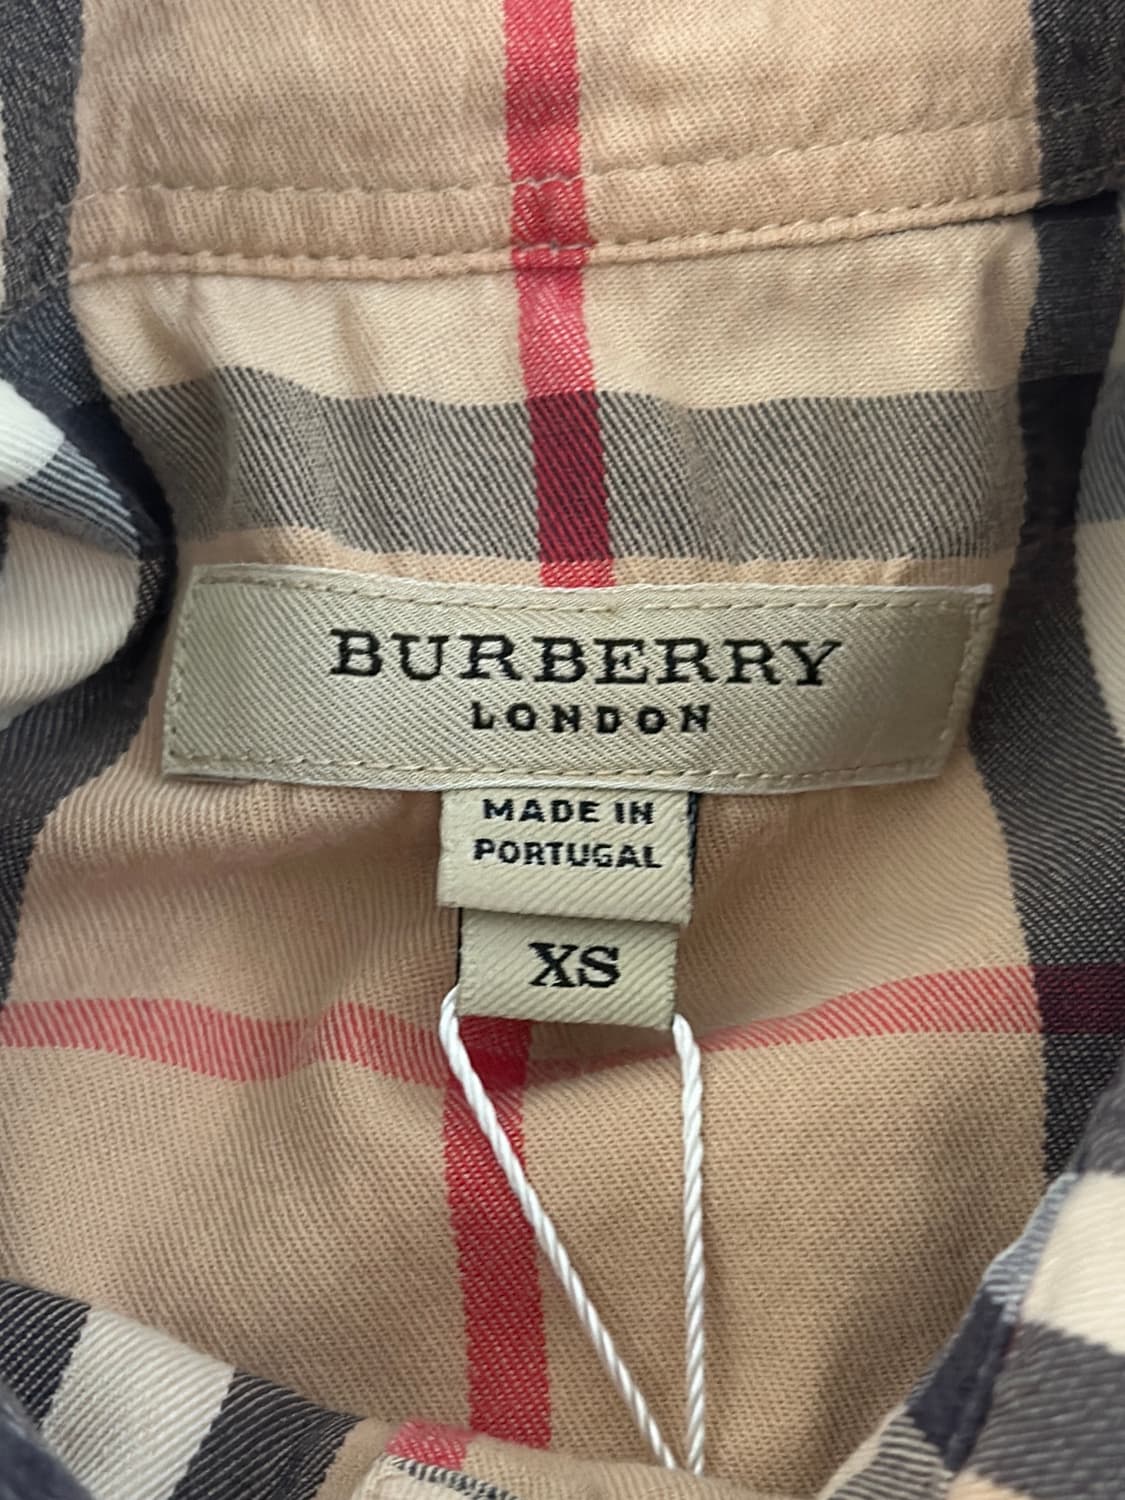 BURBERRY
LONDON
MADE IN
PORTUGAL
XS